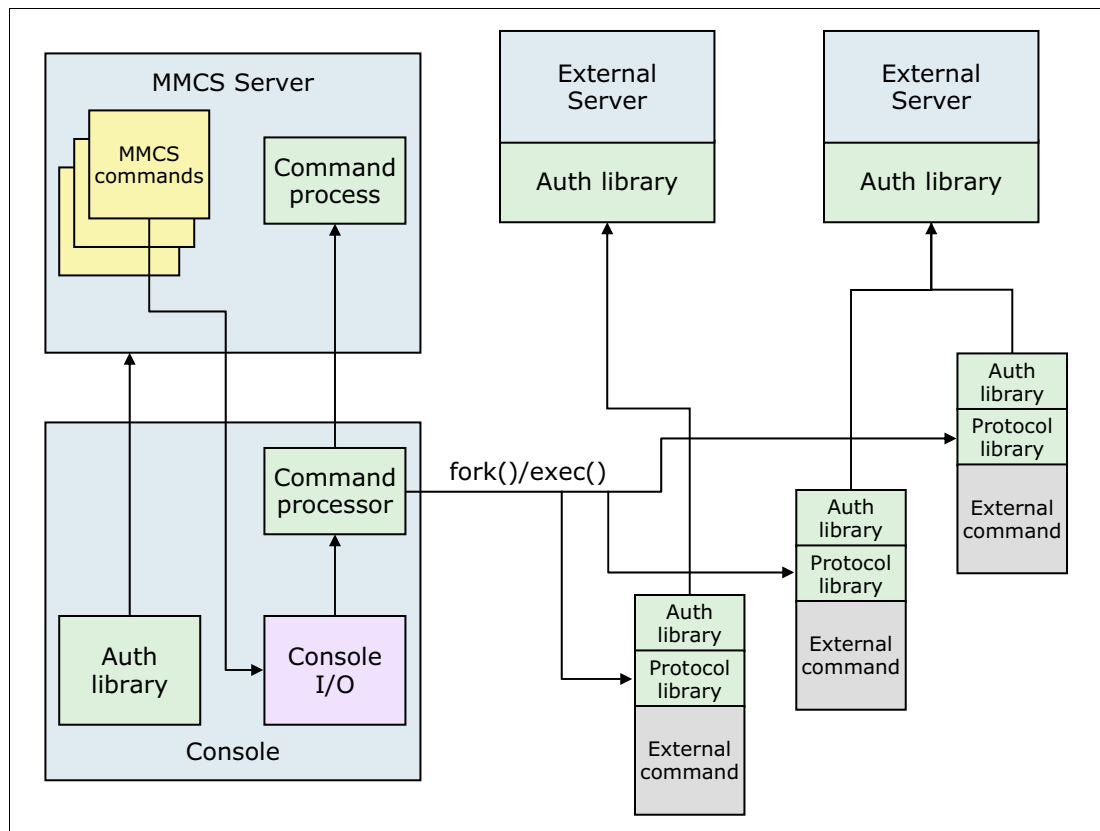 MMCS Server
MMCS
commands
Command
process
External
Server
Auth library
External
Server
Auth library
Command
processor
fork()/exec()
Auth
library
Console
I/O
Console
Auth
library
Protocol
library
External
command
Auth
library
Protocol
library
External
command
Auth
library
Protocol
library
External
command